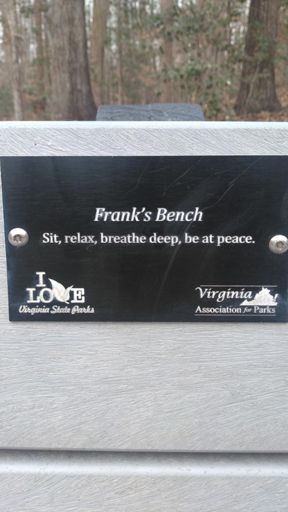 Frank's Bench
Sit, relax, breathe deep, be at peace.
I
LOVE
Virginia State Parks
Virginia
Association for Parks